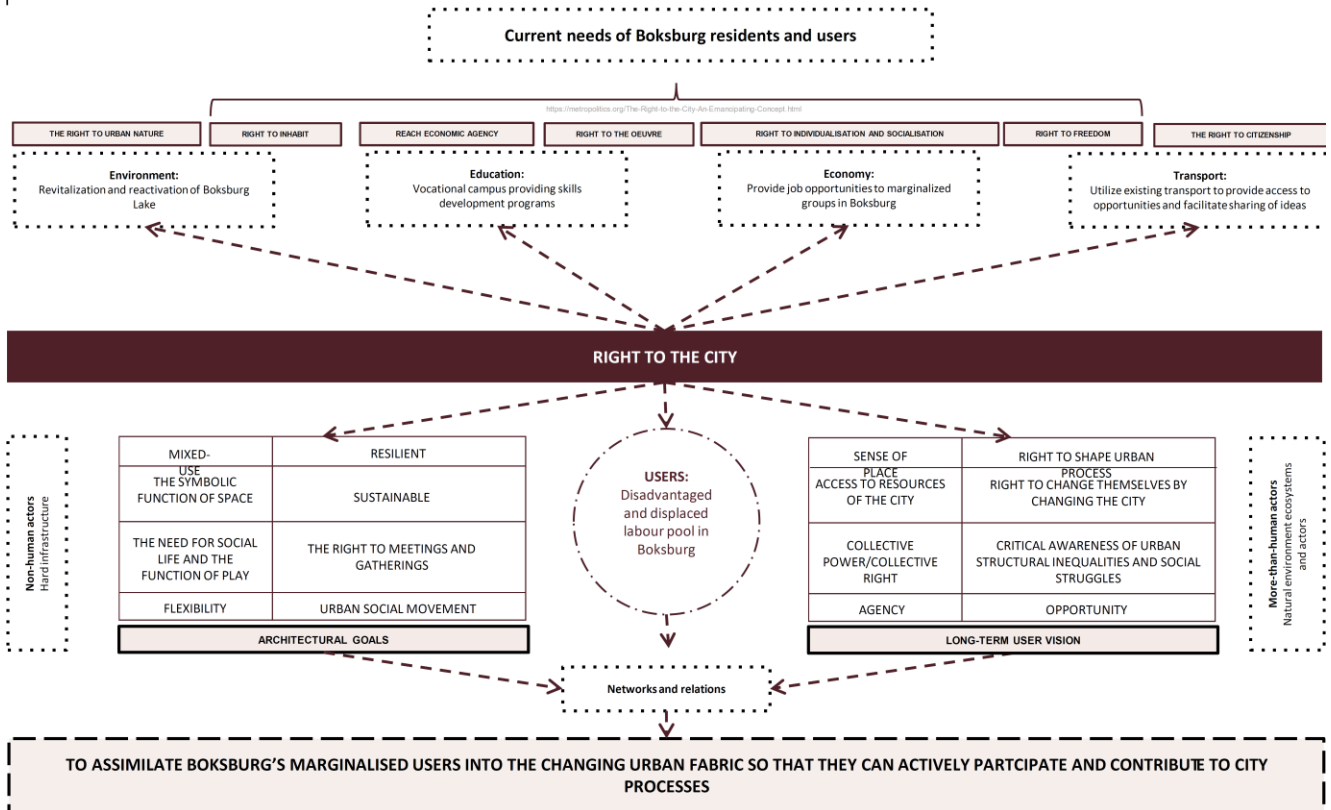 Current needs of Boksburg residents and users
https://metropolitics.org/The-Right-to-the-City-An-Emancipating-Concept.html
THE RIGHT TO URBAN NATURE
RIGHT TO INHABIT
REACH ECONOMIC AGENCY
RIGHT TO THE OEUVRE
RIGHT TO INDIVIDUALISATION AND SOCIALISATION
RIGHT TO FREEDOM
THE RIGHT TO CITIZENSHIP
Environment:
Revitalization and reactivation of Boksburg
Lake
Education:
Vocational campus providing skills
development programs
Economy:
Provide job opportunities to marginalized
groups in Boksburg
Transport:
Utilize existing transport to provide access to
opportunities and facilitate sharing of ideas
RIGHT TO THE CITY
Non-human actors
Hard infrastructure
MIXED-
USE
RESILIENT
THE SYMBOLIC
FUNCTION OF SPACE
SUSTAINABLE
THE NEED FOR SOCIAL
LIFE AND THE
FUNCTION OF PLAY
THE RIGHT TO MEETINGS AND
GATHERINGS
FLEXIBILITY
URBAN SOCIAL MOVEMENT
ARCHITECTURAL GOALS
USERS:
Disadvantaged
and displaced
labour pool in
Boksburg
SENSE OF
PLACE
RIGHT TO SHAPE URBAN
PROCESS
ACCESS TO RESOURCES
OF THE CITY
RIGHT TO CHANGE THEMSELVES BY
CHANGING THE CITY
COLLECTIVE
POWER/COLLECTIVE
RIGHT
CRITICAL AWARENESS OF URBAN
STRUCTURAL INEQUALITIES AND SOCIAL
STRUGGLES
AGENCY
OPPORTUNITY
LONG-TERM USER VISION
More-than-human actors
Natural environment ecosystems
and actors
Networks and relations
TO ASSIMILATE BOKSBURG'S MARGINALISED USERS INTO THE CHANGING URBAN FABRIC SO THAT THEY CAN ACTIVELY PARTCIPATE AND CONTRIBUTE TO CITY
PROCESSES